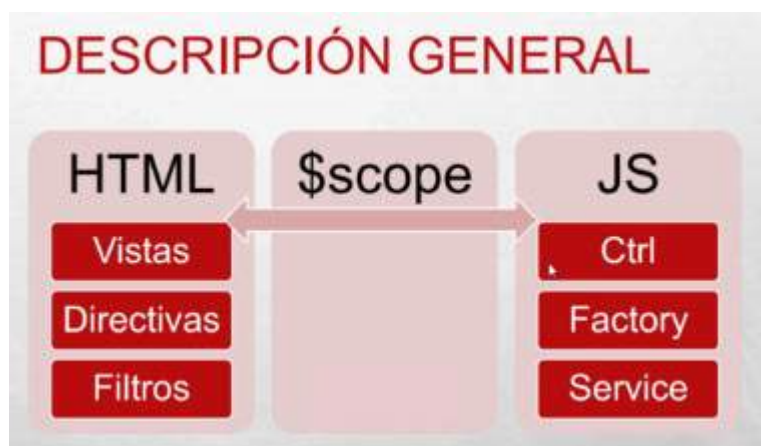 DESCRIPCIÓN GENERAL
HTML
Vistas
Directivas
Filtros
$scope
JS
Ctrl
Factory
Service